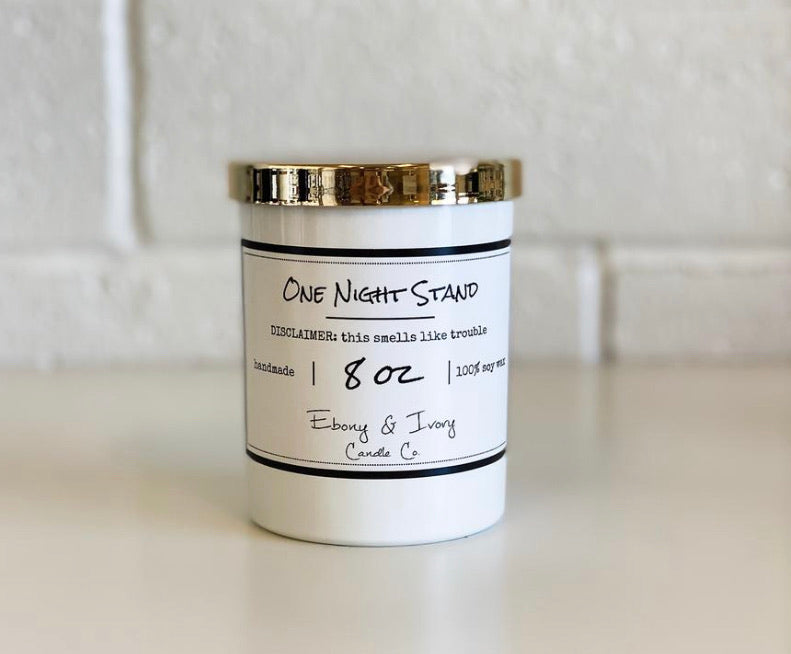 One Night Stand
DISCLAIMER: this smells like trouble
handmade | 8 oz | 100% soy wax
Ebony & Ivory
Candle Co.